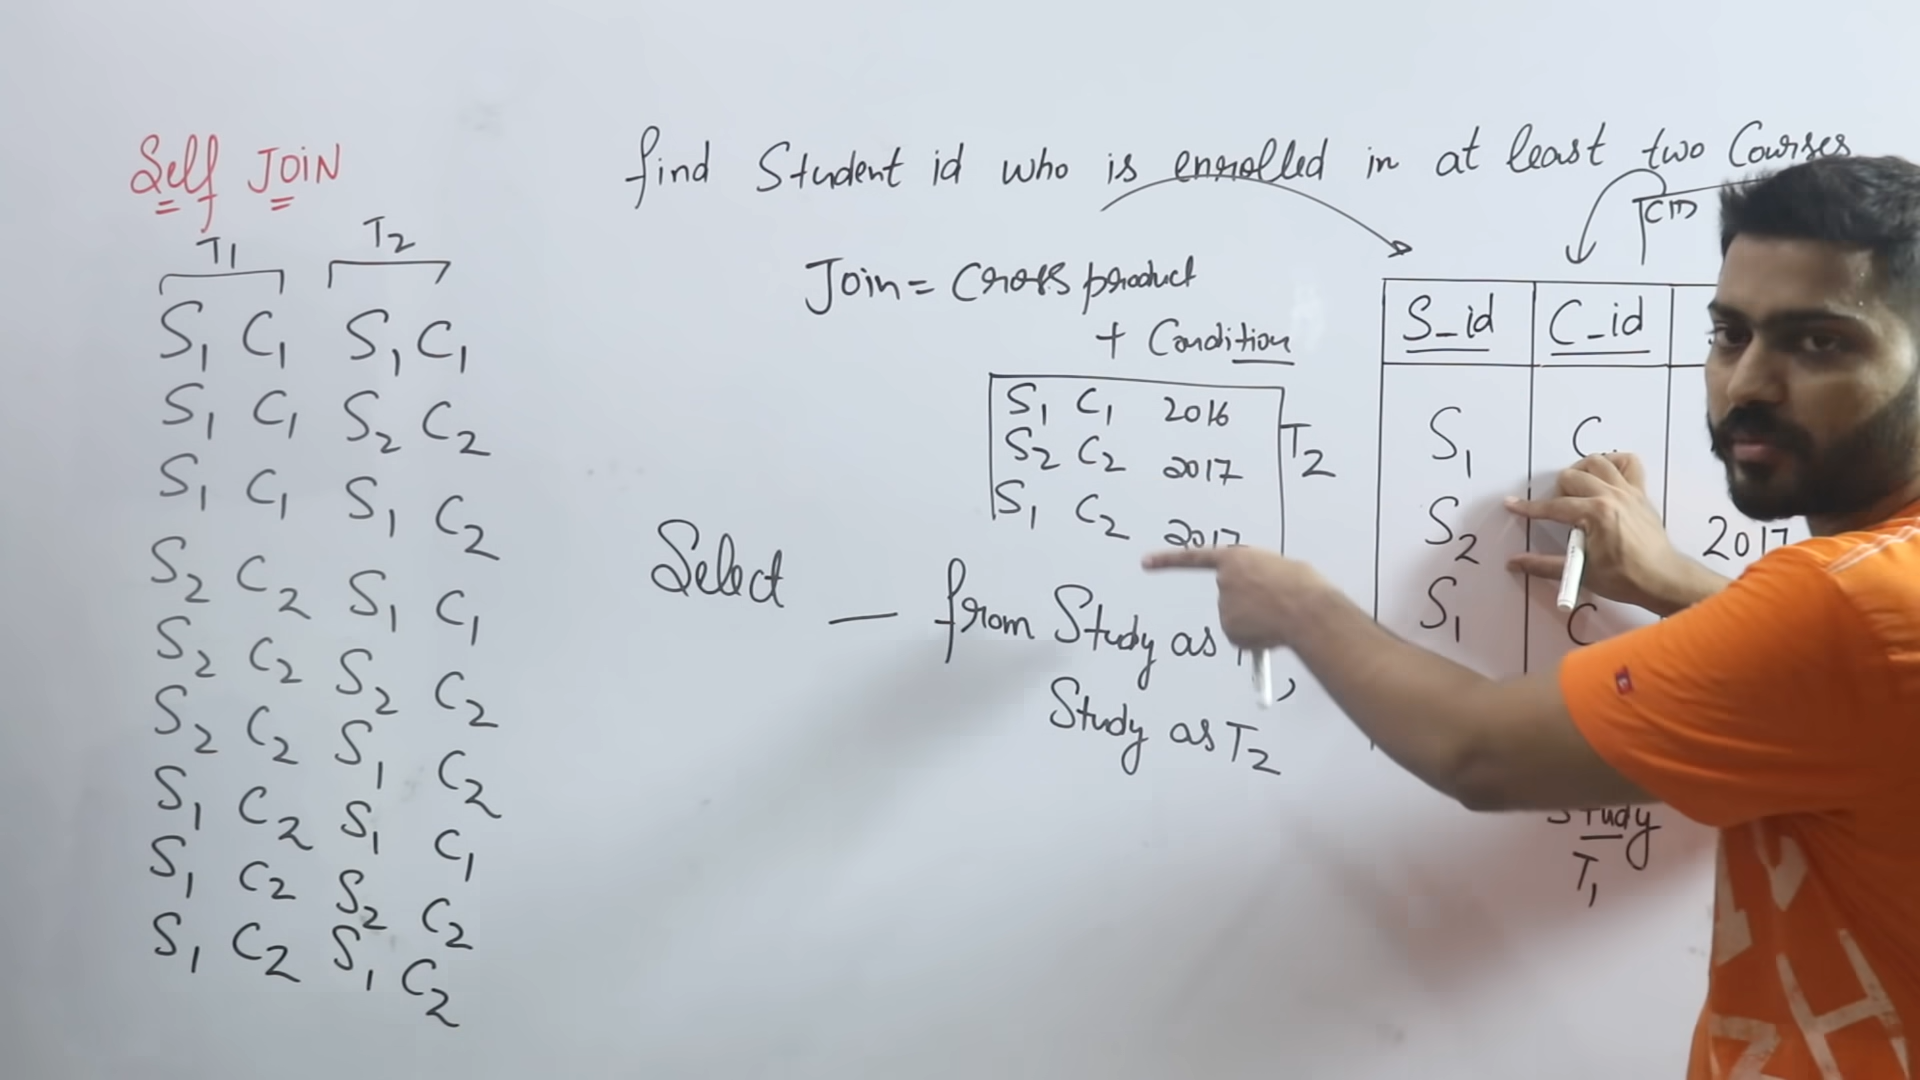 Self JOIN
T1 T2
S1 C1 S1 C1
S1 C1 S2 C2
S1 C1 S1 C2
S2 C2 S1 C1
S2 C2 S2 C2
S2 C2 S1 C2
S1 C2 S1 C1
S1 C2 S2 C2
S1 C2 S1 C2
find Student id who is enrolled in at least two Courses
Join = Cross product
+ Condition
S1 C1 2016
S2 C2 2017
S1 C2 2017
T2
Select — from Study as
,
Study as T2
S_id C_id
S1 C
S2 2017
S1 C
Study
T1